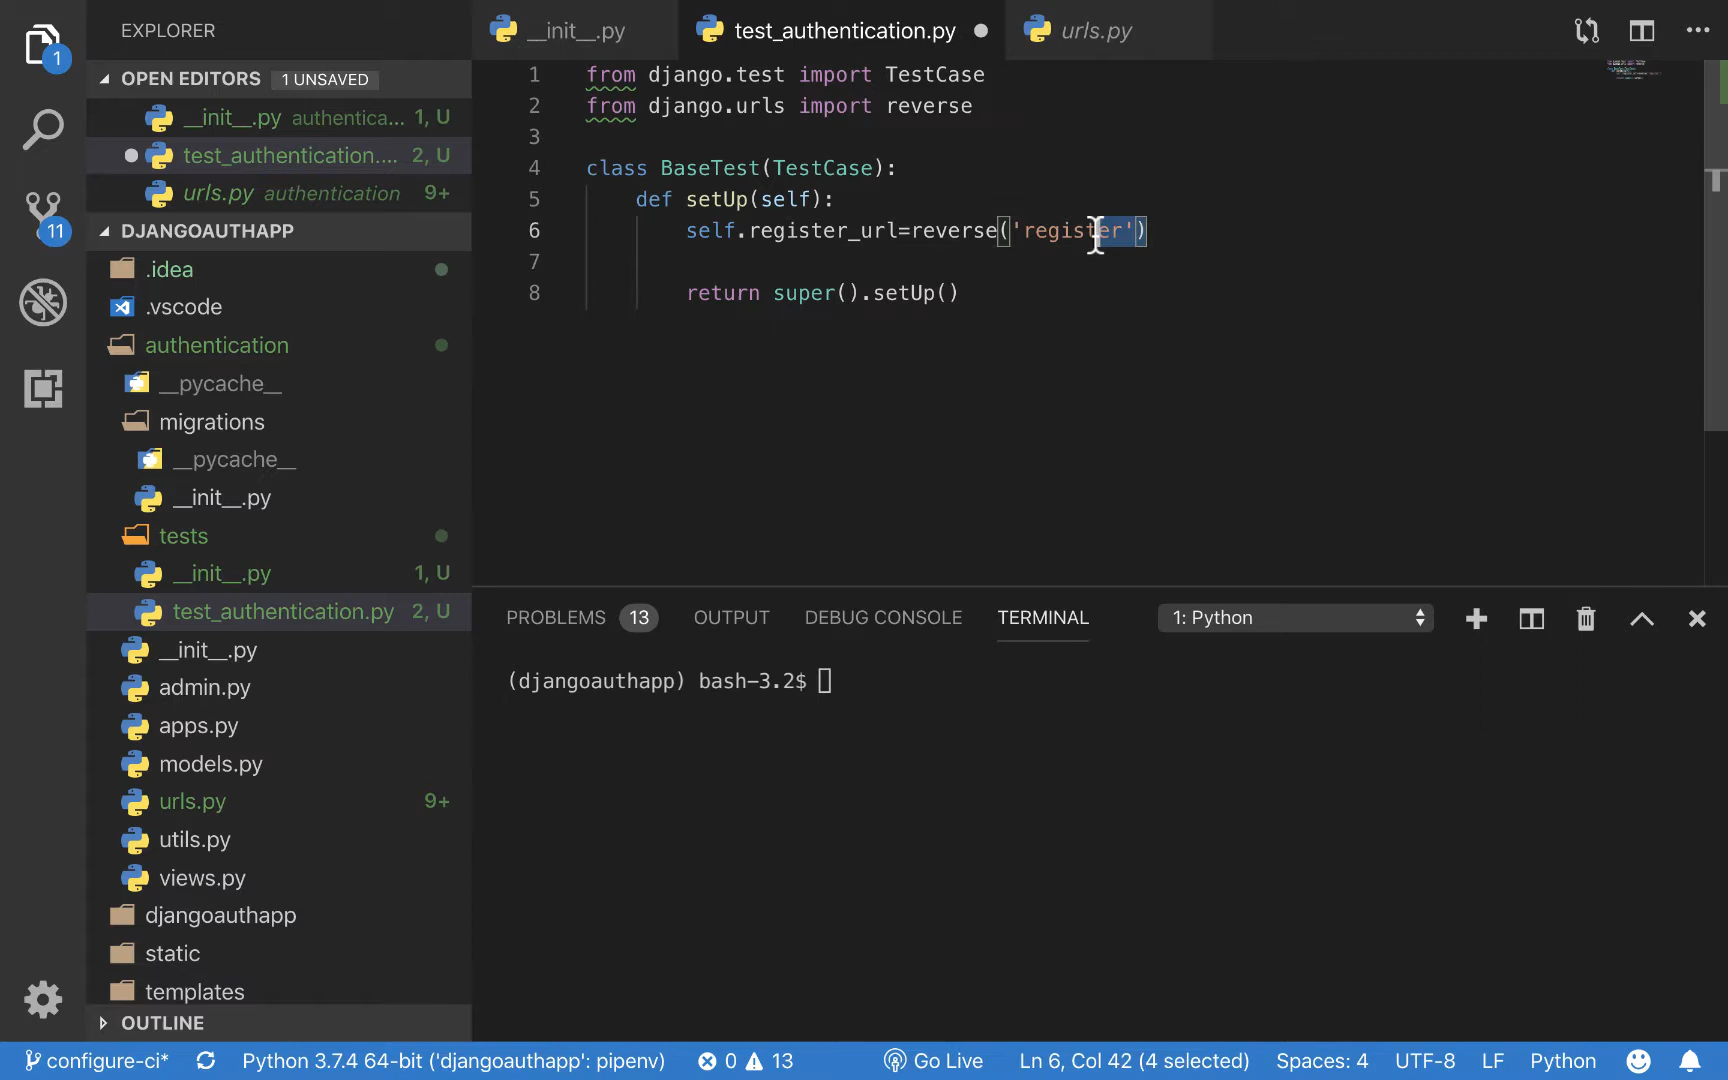 EXPLORER
OPEN EDITORS 1 UNSAVED
__init__.py authentica... 1, U
test_authentication.... 2, U
urls.py authentication 9+
DJANGOAUTHAPP
.idea
.vscode
authentication
__pycache__
migrations
__pycache__
__init__.py
tests
__init__.py 1, U
test_authentication.py 2, U
__init__.py
admin.py
apps.py
models.py
urls.py 9+
utils.py
views.py
djangoauthapp
static
templates
OUTLINE
1
11
__init__.py test_authentication.py urls.py
1 from django.test import TestCase
2 from django.urls import reverse
3
4 class BaseTest(TestCase):
5 def setUp(self):
6 self.register_url=reverse('register')
7
8 return super().setUp()
PROBLEMS 13 OUTPUT DEBUG CONSOLE TERMINAL 1: Python
(djangoauthapp) bash-3.2$
configure-ci* Python 3.7.4 64-bit ('djangoauthapp': pipenv) 0 13 Go Live Ln 6, Col 42 (4 selected) Spaces: 4 UTF-8 LF Python